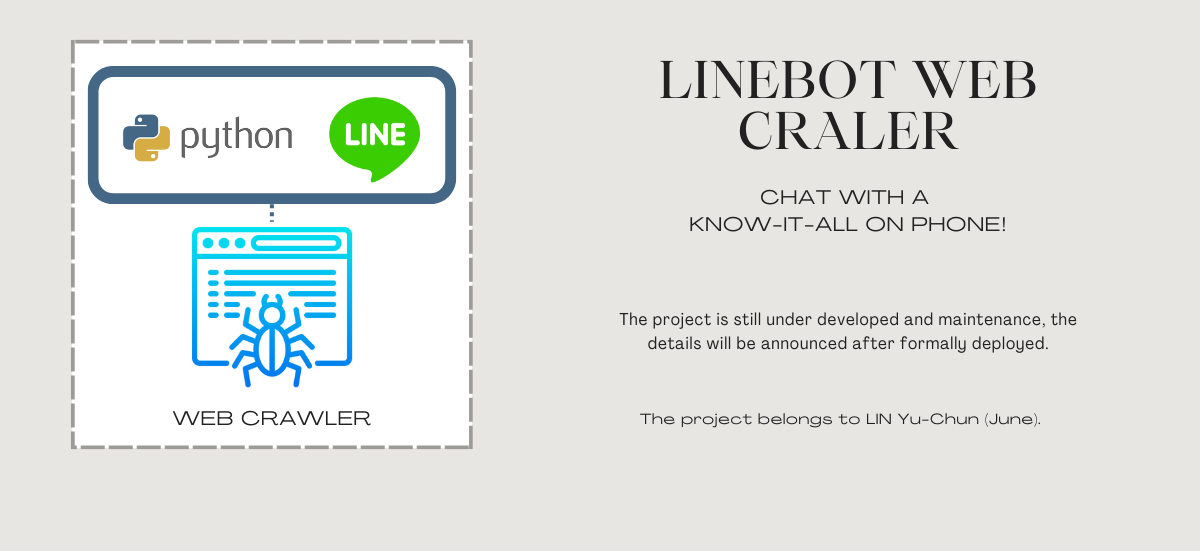 python
LINE
WEB CRAWLER
LINEBOT WEB
CRALER
CHAT WITH A
KNOW-IT-ALL ON PHONE!
The project is still under developed and maintenance, the
details will be announced after formally deployed.
The project belongs to LIN Yu-Chun (June).